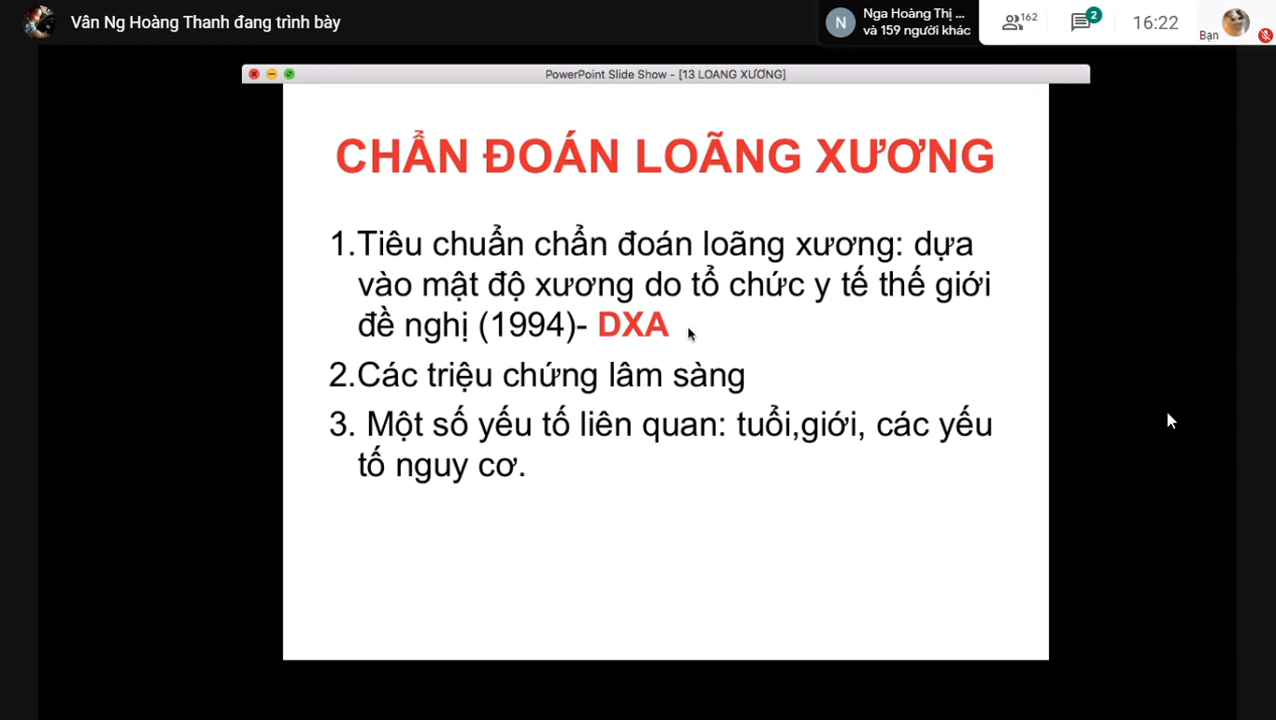 Vân Ng Hoàng Thanh đang trình bày
N
Nga Hoàng Thị ...
và 159 người khác
162
2
16:22
Bạn
PowerPoint Slide Show - [13 LOANG XƯƠNG]
CHẨN ĐOÁN LOÃNG XƯƠNG
1.Tiêu chuẩn chẩn đoán loãng xương: dựa
vào mật độ xương do tổ chức y tế thế giới
đề nghị (1994)- DXA
2.Các triệu chứng lâm sàng
3. Một số yếu tố liên quan: tuổi,giới, các yếu
tố nguy cơ.